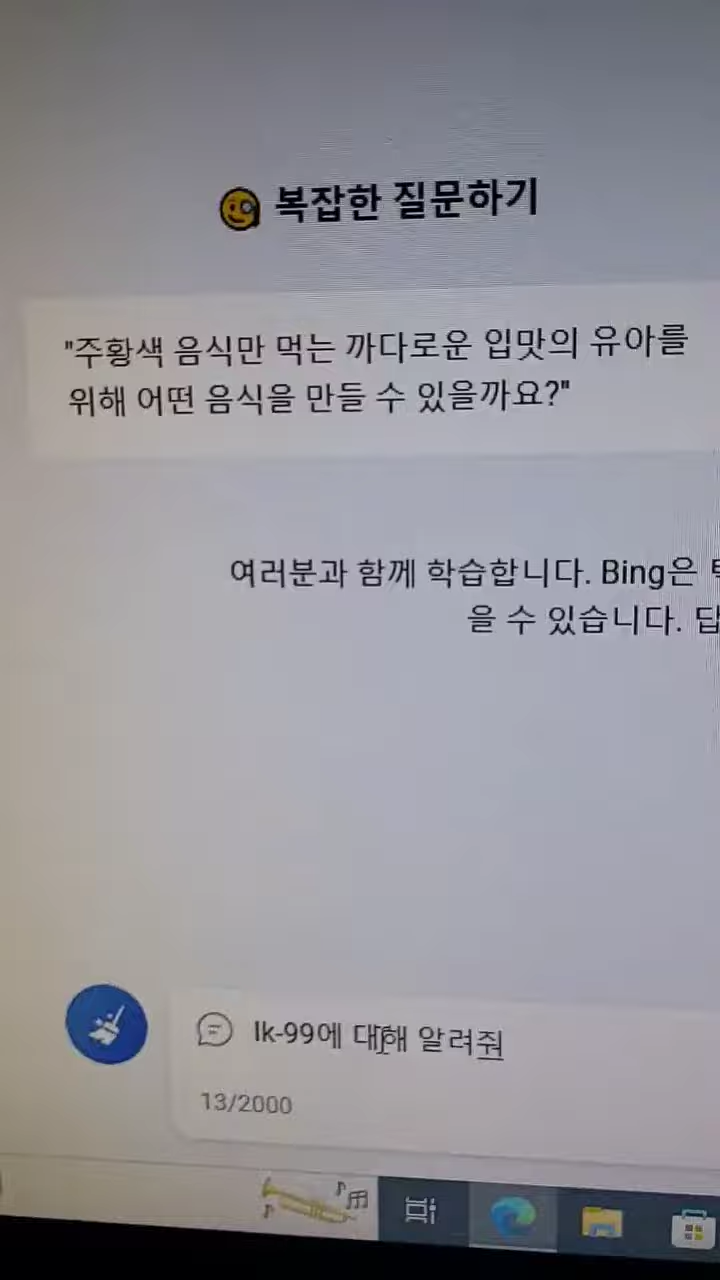 복잡한 질문하기
"주황색 음식만 먹는 까다로운 입맛의 유아를
위해 어떤 음식을 만들 수 있을까요?"
여러분과 함께 학습합니다. Bing은
을 수 있습니다. 답
lk-99에 대해 알려줘
13/2000